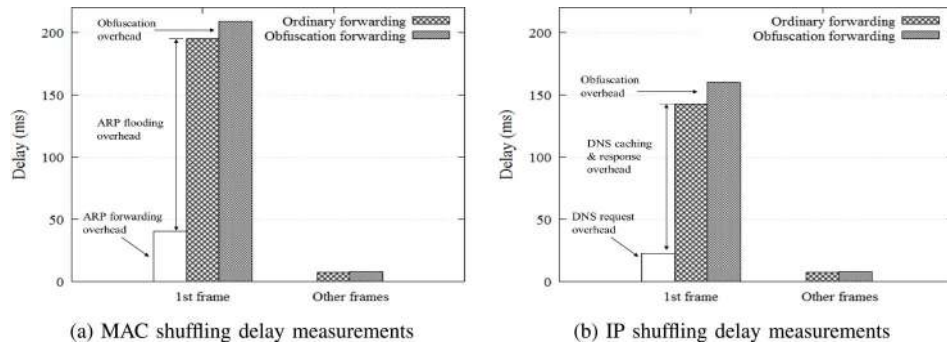 Delay (ms)
200
150
100
50
0
Obfuscation
overhead
Ordinary forwarding
Obfuscation forwarding
ARP flooding
overhead
ARP forwarding
overhead
1st frame
Other frames
(a) MAC shuffling delay measurements
Delay (ms)
200
150
100
50
0
Ordinary forwarding
Obfuscation forwarding
Obfuscation
overhead
DNS caching
& response
overhead
DNS request
overhead
1st frame
Other frames
(b) IP shuffling delay measurements